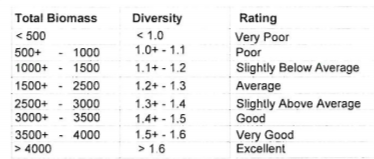 Total Biomass Diversity Rating
< 500 < 1.0 Very Poor
500+ - 1000 1.0+ - 1.1 Poor
1000+ - 1500 1.1+ - 1.2 Slightly Below Average
1500+ - 2500 1.2+ - 1.3 Average
2500+ - 3000 1.3+ - 1.4 Slightly Above Average
3000+ - 3500 1.4+ - 1.5 Good
3500+ - 4000 1.5+ - 1.6 Very Good
> 4000 > 1 6 Excellent